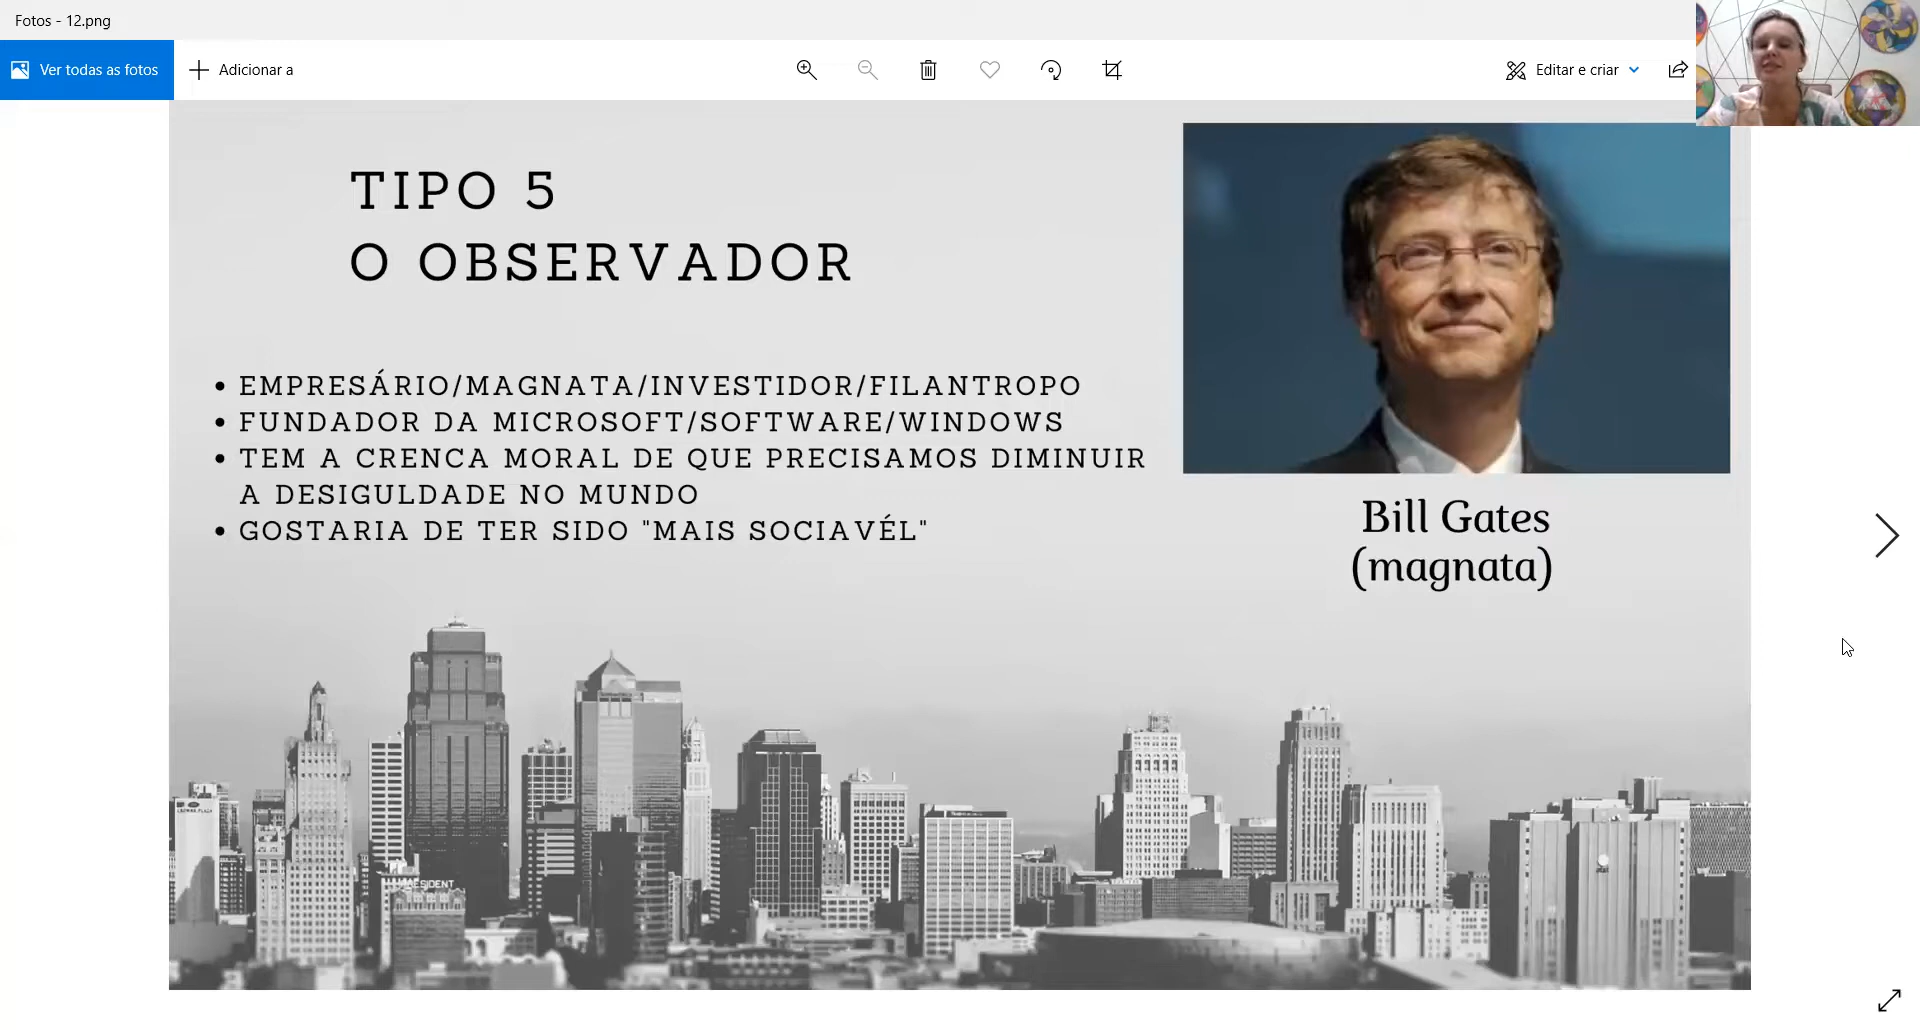 Fotos - 12.png
Ver todas as fotos
Adicionar a
Editar e criar
TIPO 5
O OBSERVADOR
• EMPRESÁRIO/MAGNATA/INVESTIDOR/FILANTROPO
• FUNDADOR DA MICROSOFT/SOFTWARE/WINDOWS
• TEM A CRENCA MORAL DE QUE PRECISAMOS DIMINUIR
A DESIGULDADE NO MUNDO
• GOSTARIA DE TER SIDO "MAIS SOCIAVÉL"
Bill Gates
(magnata)